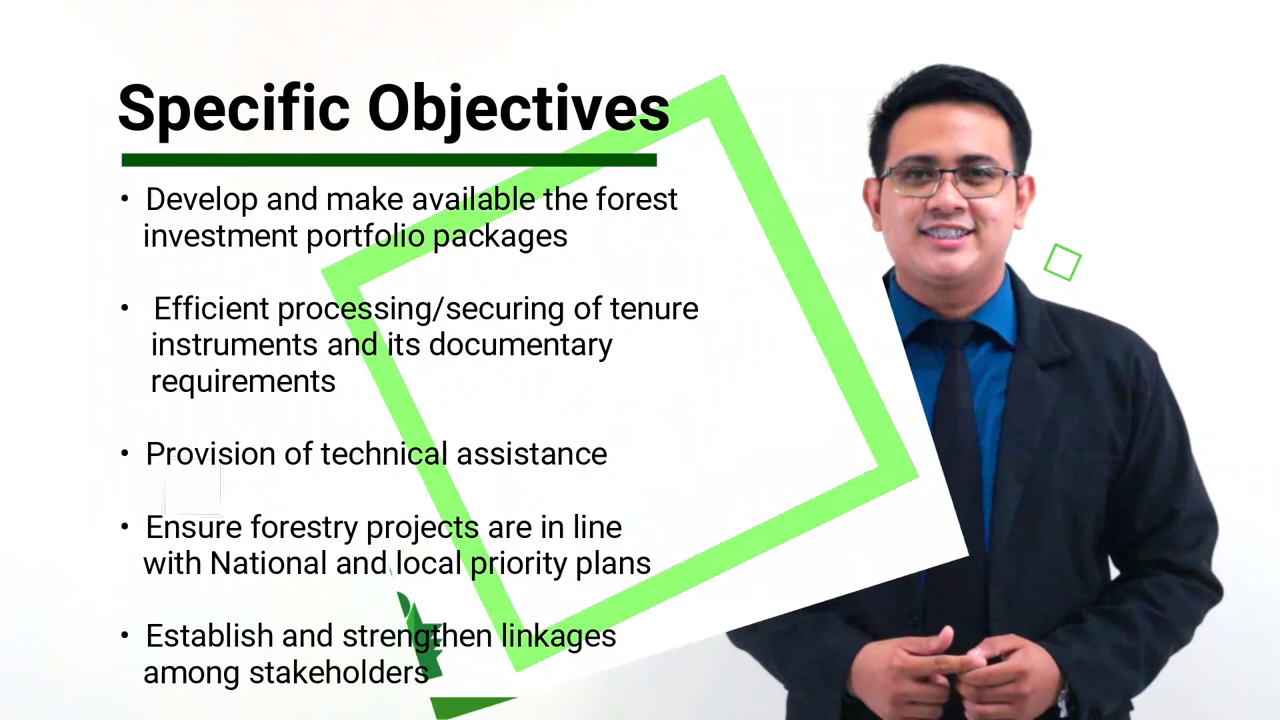 Specific Objectives
• Develop and make available the forest
investment portfolio packages
• Efficient processing/securing of tenure
instruments and its documentary
requirements
• Provision of technical assistance
• Ensure forestry projects are in line
with National and local priority plans
• Establish and strengthen linkages
among stakeholders